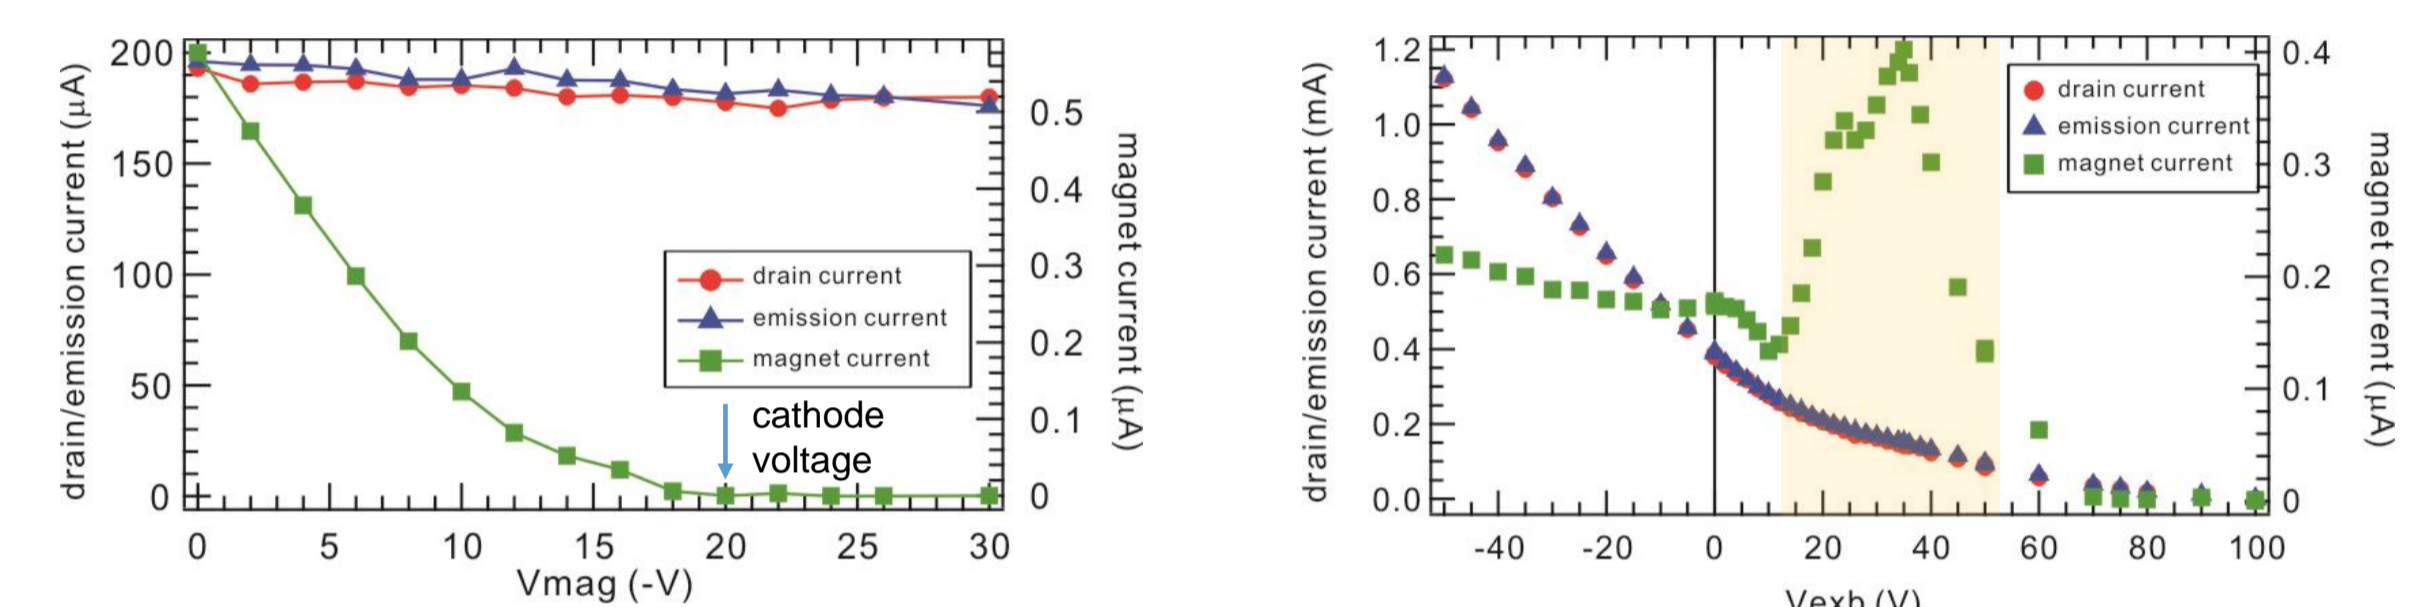 drain/emission current (μA)
200
150
100
50
0
drain current
emission current
magnet current
cathode
voltage
0.5
0.4
0.3
0.2
0.1
0
magnet current (μA)
0 5 10 15 20 25 30
Vmag (-V)
drain/emission current (mA)
1.2
1.0
0.8
0.6
0.4
0.2
0.0
drain current
emission current
magnet current
0.4
0.3
0.2
0.1
0
magnet current (μA)
-40 -20 0 20 40 60 80 100
Vexb (V)